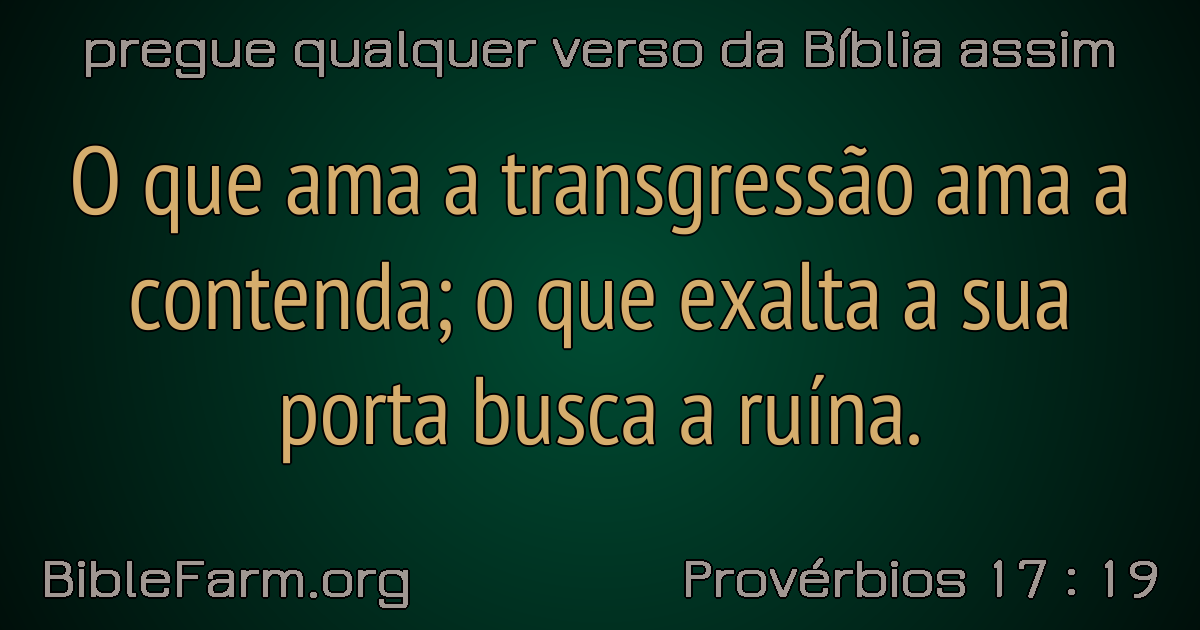 pregue qualquer verso da Bíblia assim
O que ama a transgressão ama a
contenda; o que exalta a sua
porta busca a ruína.
BibleFarm.org
Provérbios 17 : 19